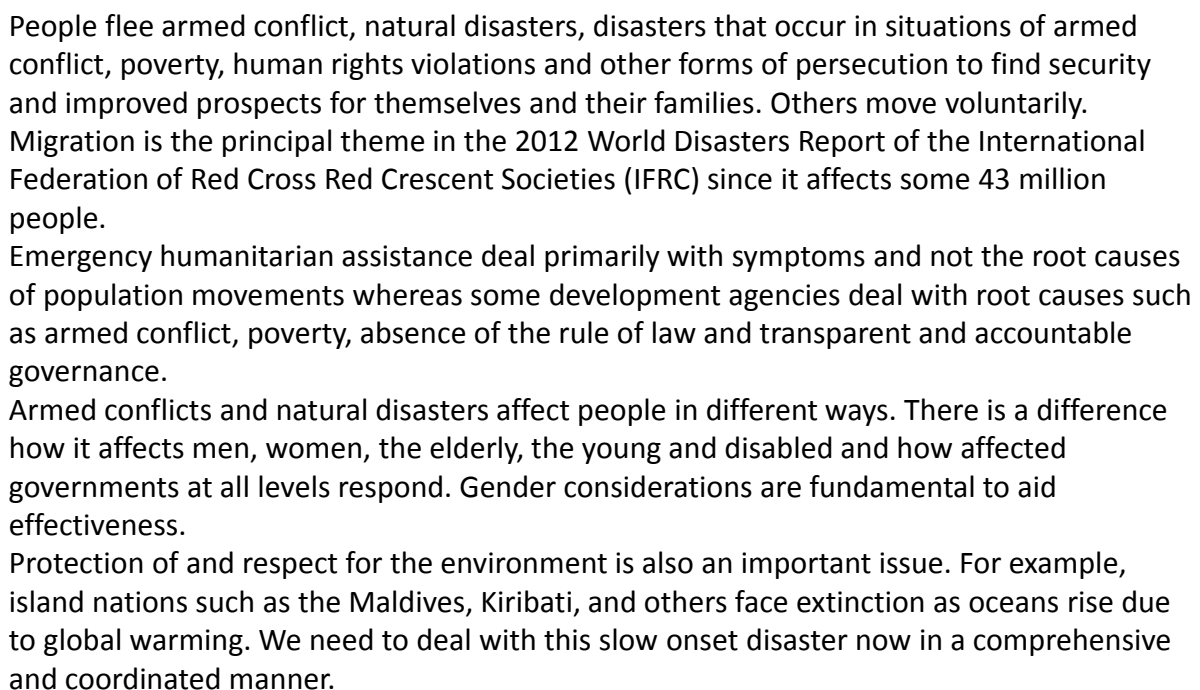 People flee armed conflict, natural disasters, disasters that occur in situations of armed
conflict, poverty, human rights violations and other forms of persecution to find security
and improved prospects for themselves and their families. Others move voluntarily.
Migration is the principal theme in the 2012 World Disasters Report of the International
Federation of Red Cross Red Crescent Societies (IFRC) since it affects some 43 million
people.
Emergency humanitarian assistance deal primarily with symptoms and not the root causes
of population movements whereas some development agencies deal with root causes such
as armed conflict, poverty, absence of the rule of law and transparent and accountable
governance.
Armed conflicts and natural disasters affect people in different ways. There is a difference
how it affects men, women, the elderly, the young and disabled and how affected
governments at all levels respond. Gender considerations are fundamental to aid
effectiveness.
Protection of and respect for the environment is also an important issue. For example,
island nations such as the Maldives, Kiribati, and others face extinction as oceans rise due
to global warming. We need to deal with this slow onset disaster now in a comprehensive
and coordinated manner.